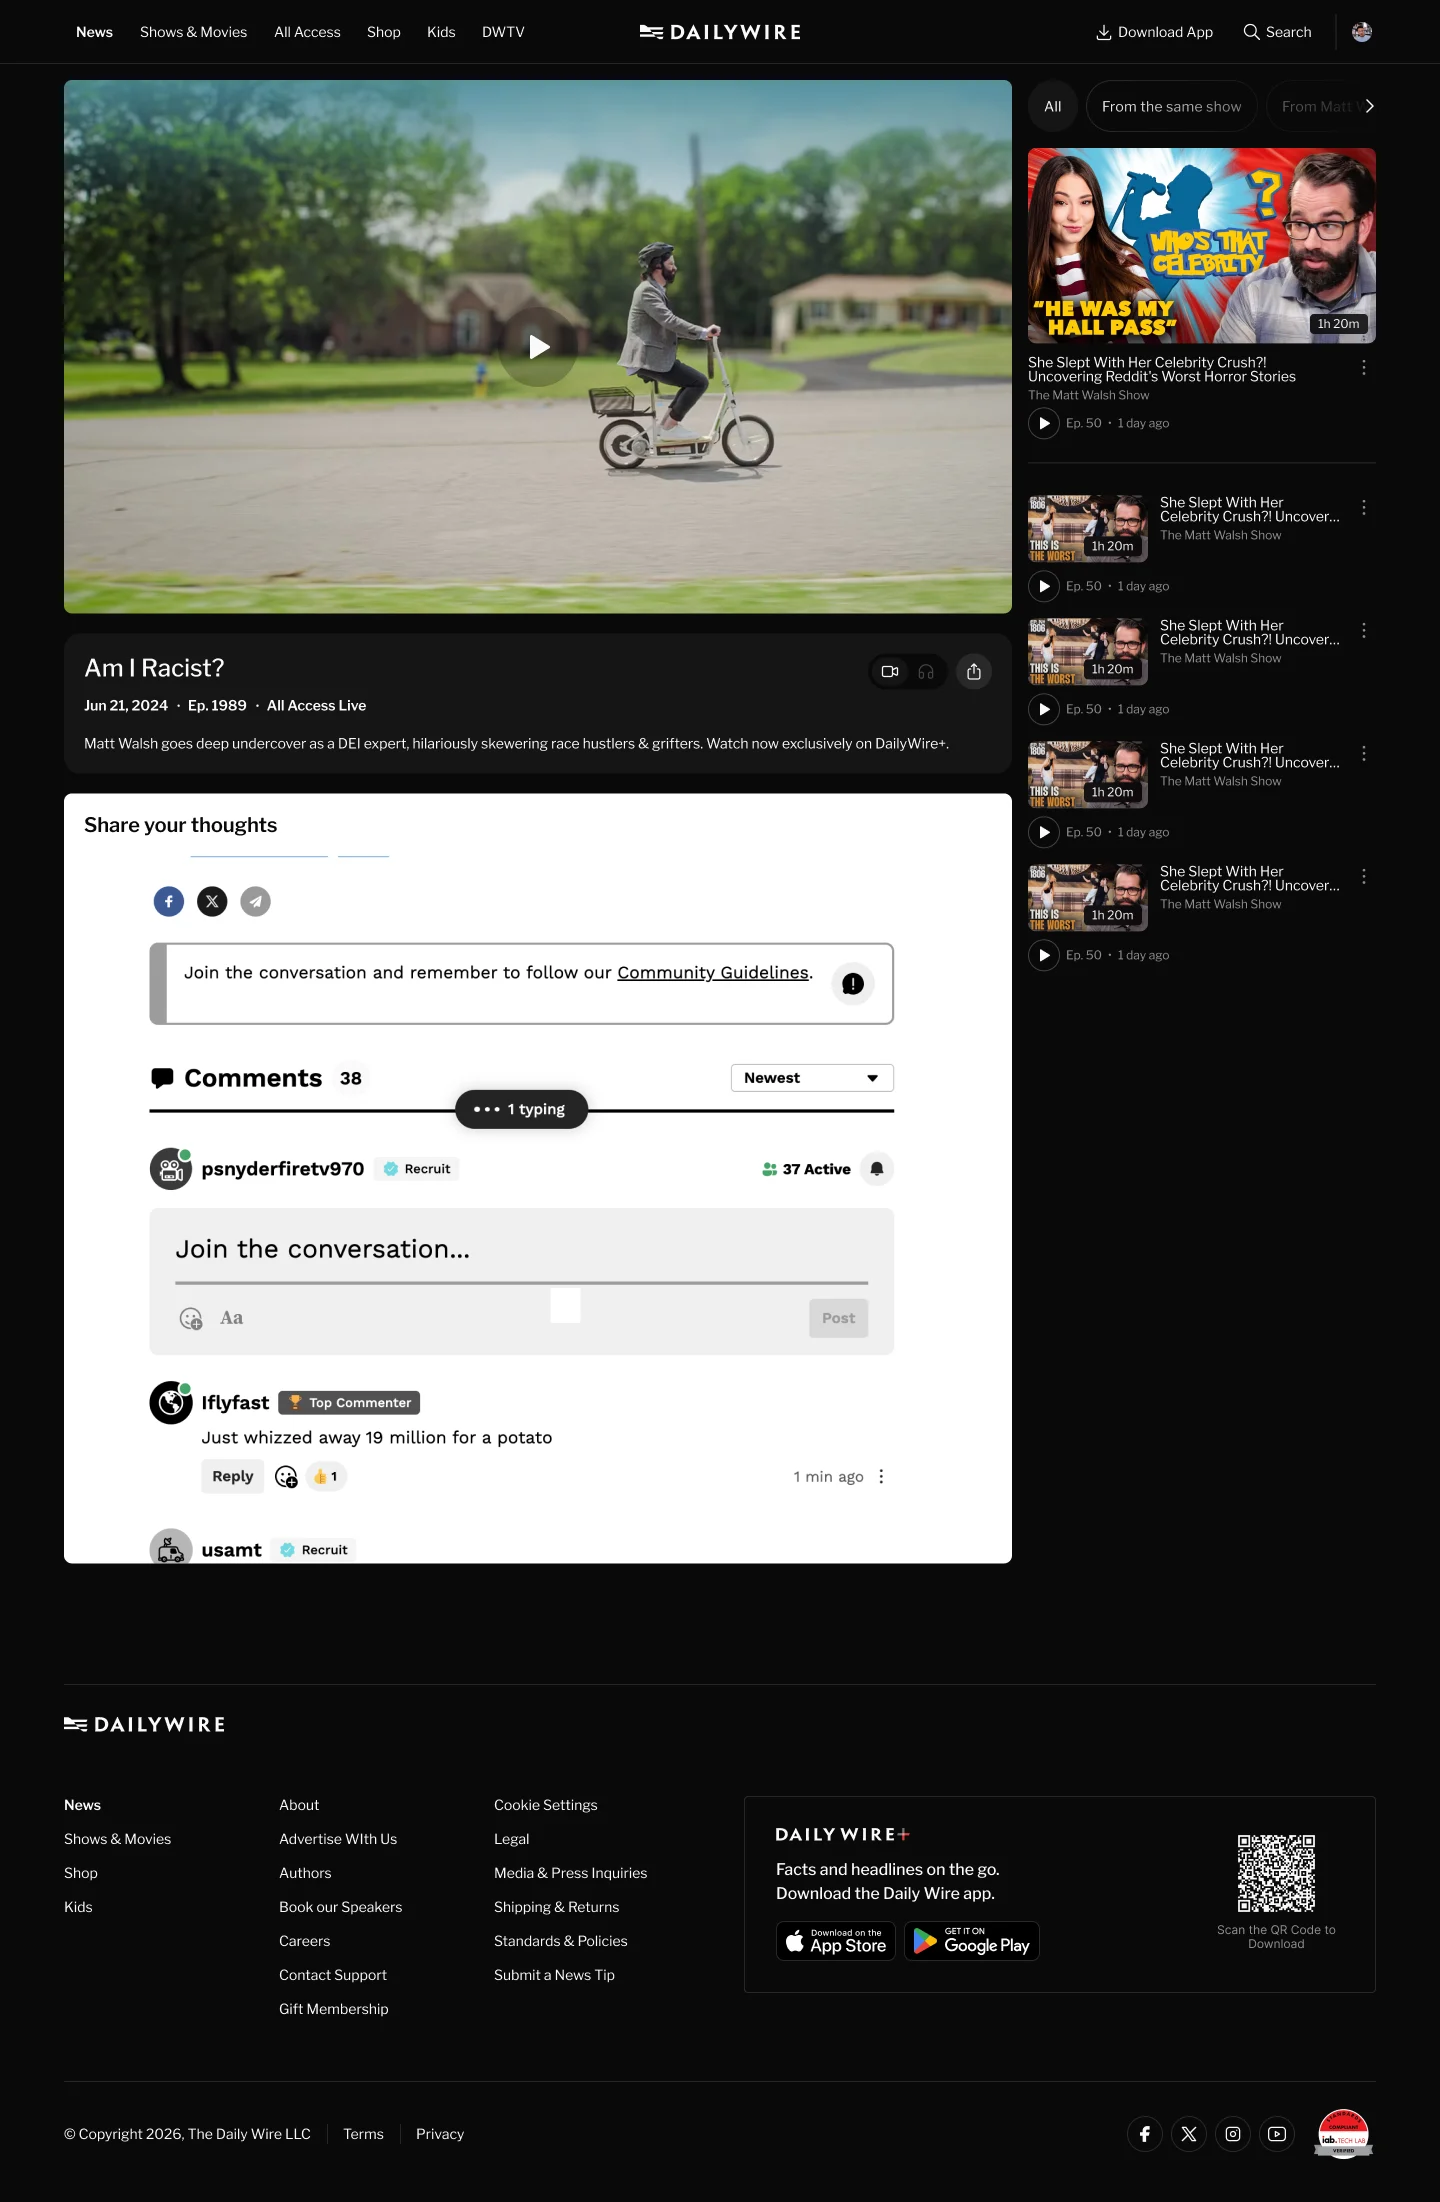 News
Shows & Movies
All Access
Shop
Kids
DWTV
DAILYWIRE
Download App
Search
All
From the same show
From Matt
"HE WAS MY
HALL PASS"
WHO'S THAT
CELEBRITY
?
1h 20m
She Slept With Her Celebrity Crush?!
Uncovering Reddit's Worst Horror Stories
The Matt Walsh Show
Ep. 50 • 1 day ago
1806
THIS IS
THE WORST
1h 20m
She Slept With Her
Celebrity Crush?! Uncover...
The Matt Walsh Show
Ep. 50 • 1 day ago
1806
THIS IS
THE WORST
1h 20m
She Slept With Her
Celebrity Crush?! Uncover...
The Matt Walsh Show
Ep. 50 • 1 day ago
1806
THIS IS
THE WORST
1h 20m
She Slept With Her
Celebrity Crush?! Uncover...
The Matt Walsh Show
Ep. 50 • 1 day ago
1806
THIS IS
THE WORST
1h 20m
She Slept With Her
Celebrity Crush?! Uncover...
The Matt Walsh Show
Ep. 50 • 1 day ago
Am I Racist?
Jun 21, 2024 • Ep. 1989 • All Access Live
Matt Walsh goes deep undercover as a DEI expert, hilariously skewering race hustlers & grifters. Watch now exclusively on DailyWire+.
Share your thoughts
Join the conversation and remember to follow our Community Guidelines.
Comments 38
Newest
1 typing
psnyderfiretv970 Recruit
37 Active
Join the conversation...
Aa
Post
Iflyfast Top Commenter
Just whizzed away 19 million for a potato
Reply
👍 1
1 min ago
usamt Recruit
DAILYWIRE
News
Shows & Movies
Shop
Kids
About
Advertise WIth Us
Authors
Book our Speakers
Careers
Contact Support
Gift Membership
Cookie Settings
Legal
Media & Press Inquiries
Shipping & Returns
Standards & Policies
Submit a News Tip
DAILY WIRE+
Facts and headlines on the go.
Download the Daily Wire app.
Download on the
App Store
GET IT ON
Google Play
Scan the QR Code to
Download
© Copyright 2026, The Daily Wire LLC
Terms
Privacy
STANDARDS
COMPLIANT
iab.TECH LAB
VERIFIED